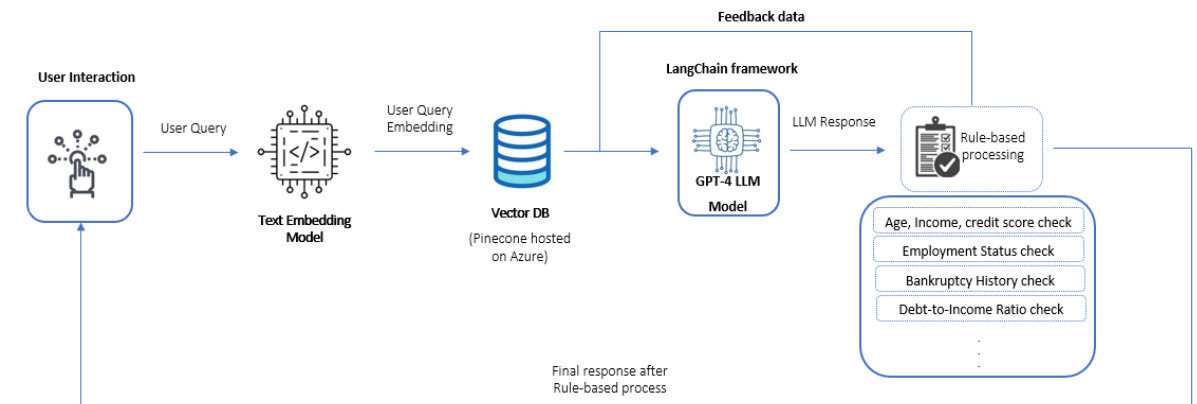 Feedback data
User Interaction
LangChain framework
User Query
User Query
Embedding
LLM Response
Rule-based
processing
</>
GPT-4 LLM
Model
Text Embedding
Model
Vector DB
(Pinecone hosted
on Azure)
Age, Income, credit score check
Employment Status check
Bankruptcy History check
Debt-to-Income Ratio check
.
.
.
Final response after
Rule-based process